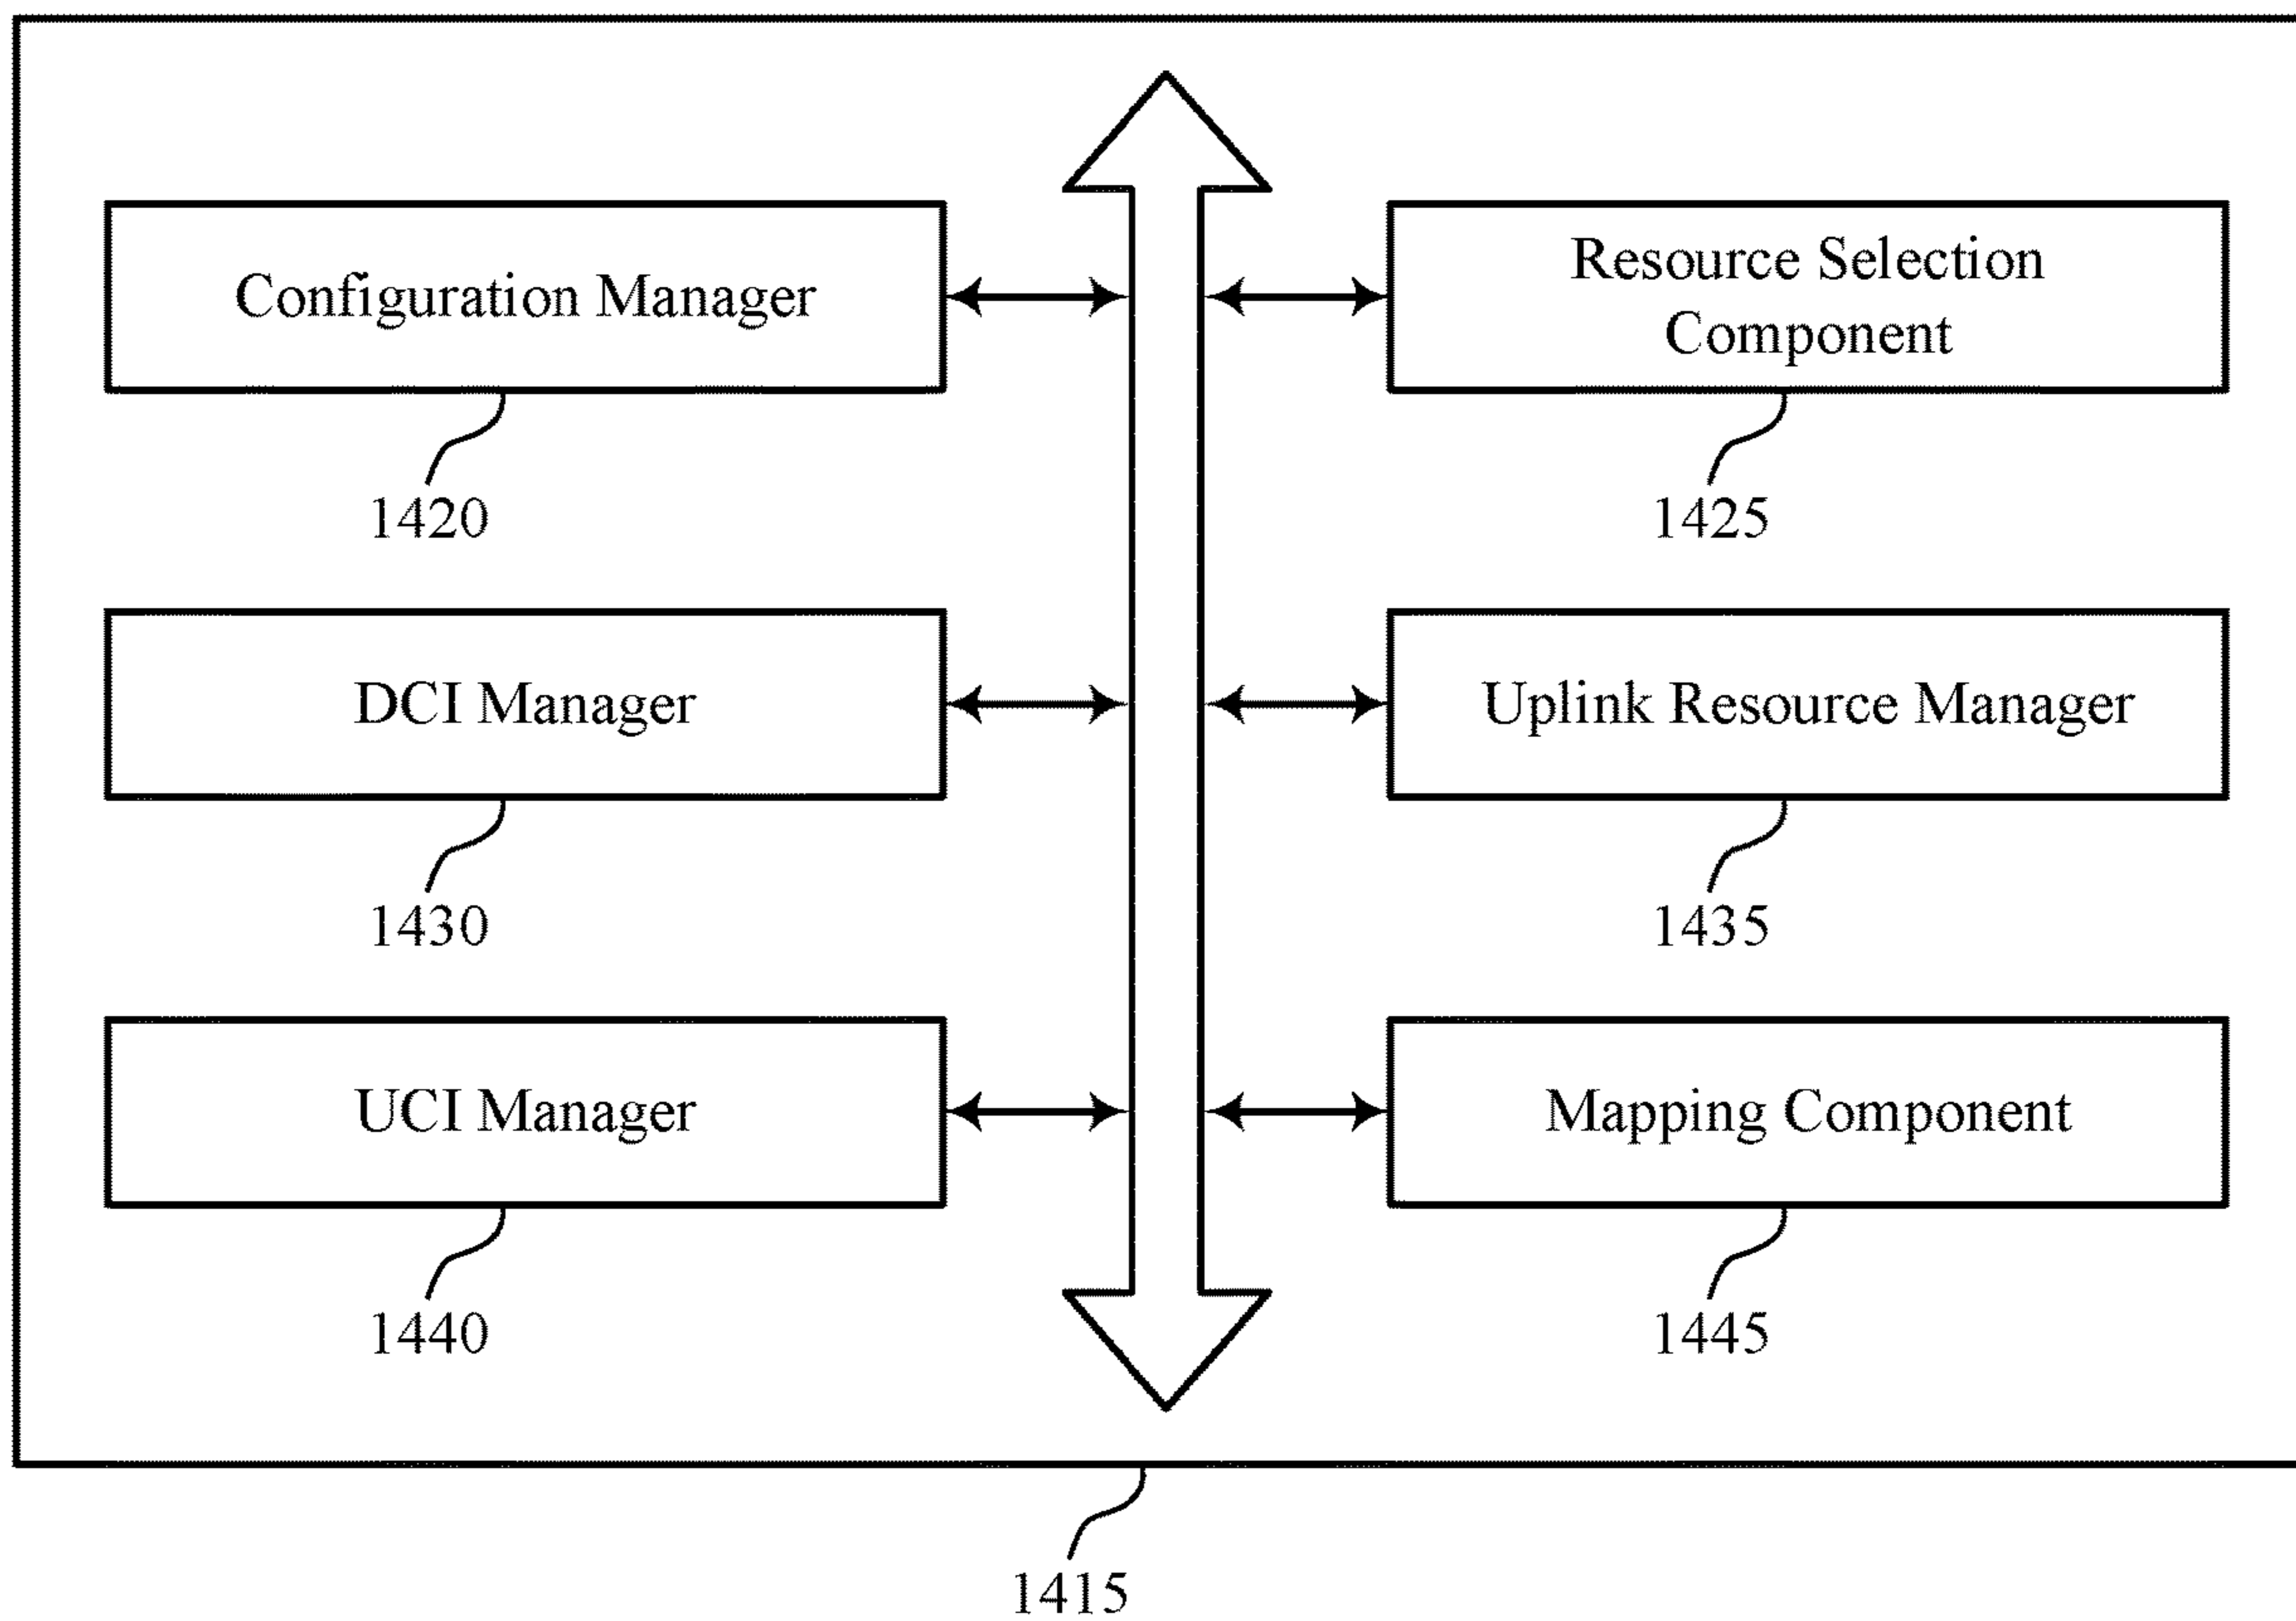 Configuration Manager
Resource Selection
Component
1420
1425
DCI Manager
Uplink Resource Manager
1430
1435
UCI Manager
Mapping Component
1440
1445
1415